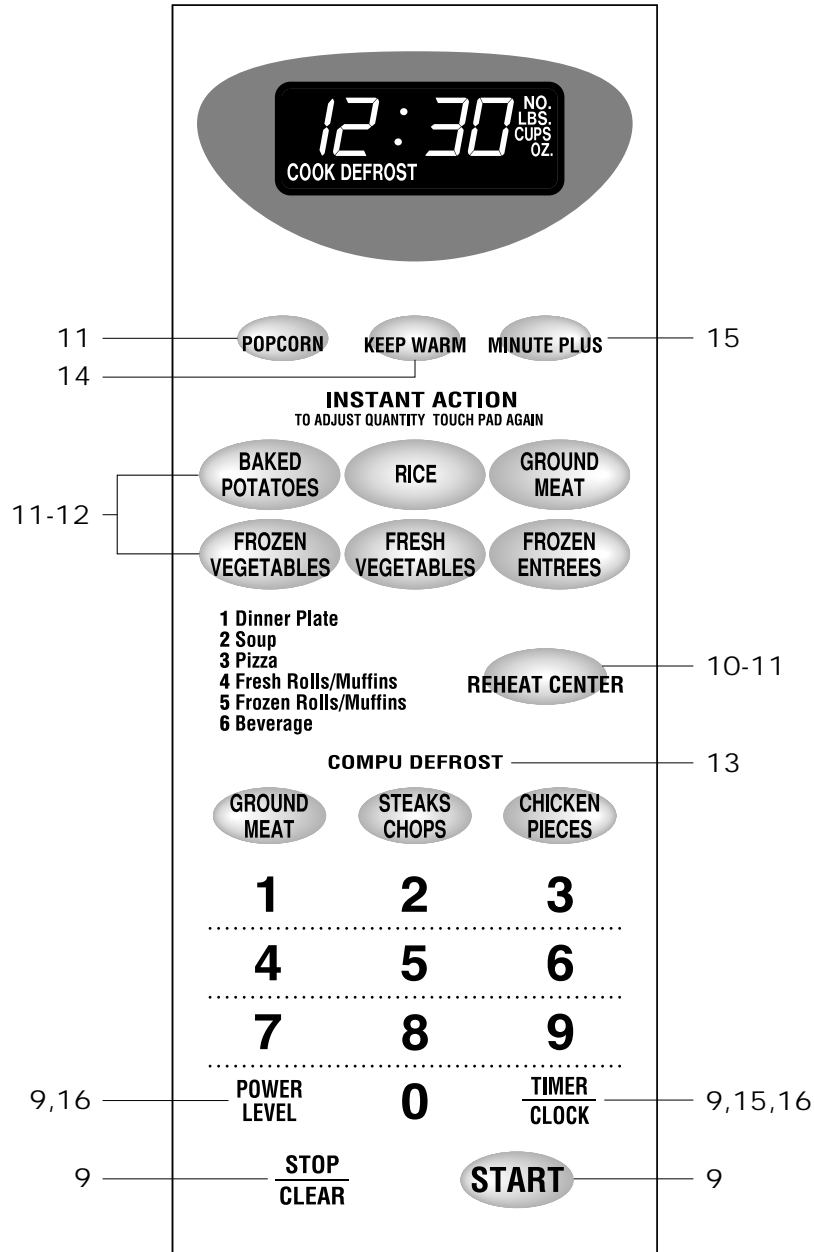 12:30
NO.
LBS.
CUPS
OZ.
COOK DEFROST
11
POPCORN
KEEP WARM
MINUTE PLUS
15
14
INSTANT ACTION
TO ADJUST QUANTITY TOUCH PAD AGAIN
BAKED
POTATOES
RICE
GROUND
MEAT
11-12
FROZEN
VEGETABLES
FRESH
VEGETABLES
FROZEN
ENTREES
1 Dinner Plate
2 Soup
3 Pizza
4 Fresh Rolls/Muffins
5 Frozen Rolls/Muffins
6 Beverage
REHEAT CENTER
10-11
COMPU DEFROST
13
GROUND
MEAT
STEAKS
CHOPS
CHICKEN
PIECES
1 2 3
4 5 6
7 8 9
9,16
POWER
LEVEL
0
TIMER
CLOCK
9,15,16
9
STOP
CLEAR
START
9